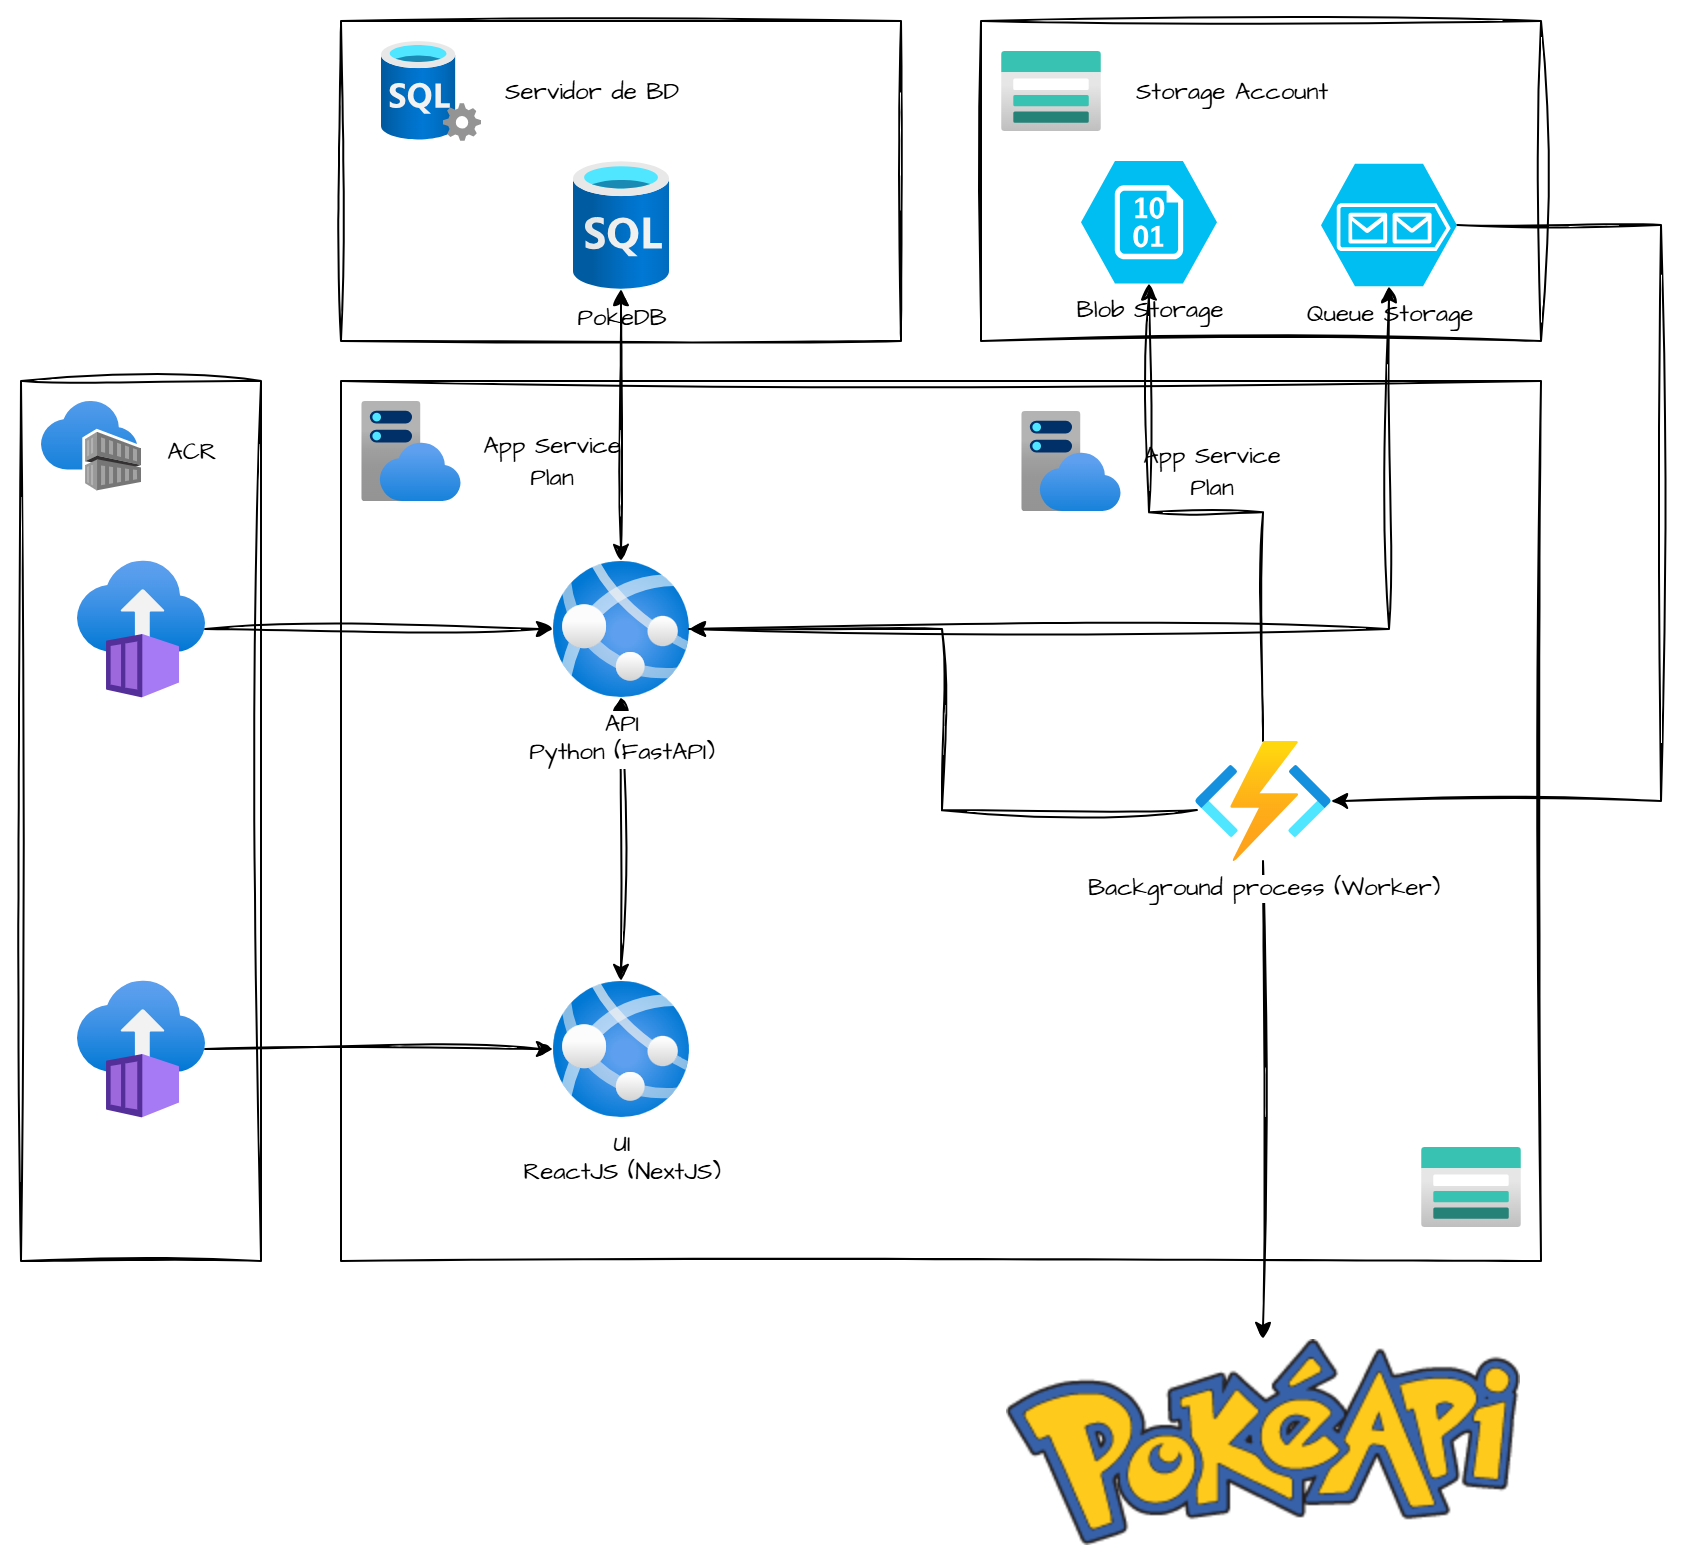 SQL
Servidor de BD
Storage Account
SQL
10
01
PokeDB
Blob Storage
Queue Storage
ACR
App Service
Plan
App Service
Plan
API
Python (FastAPI)
Background process (Worker)
UI
ReactJS (NextJS)
PokéAPi